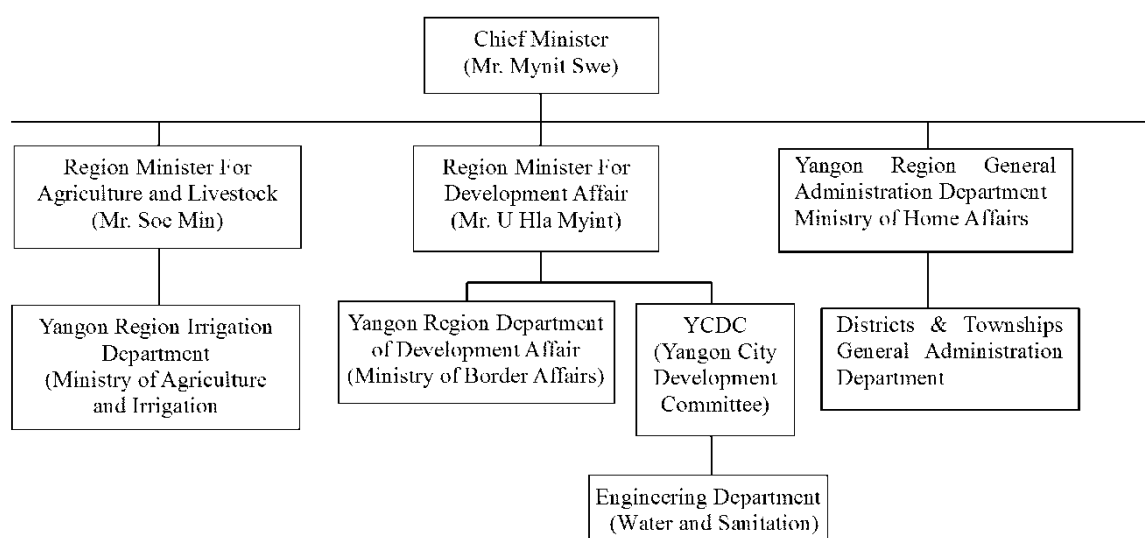 Chief Minister
(Mr. Mynit Swe)
Region Minister For
Agriculture and Livestock
(Mr. Soe Min)
Region Minister For
Development Affair
(Mr. U Hla Myint)
Yangon Region General
Administration Department
Ministry of Home Affairs
Yangon Region Irrigation
Department
(Ministry of Agriculture
and Irrigation
Yangon Region Department
of Development Affair
(Ministry of Border Affairs)
YCDC
(Yangon City
Development
Committee)
Districts & Townships
General Administration
Department
Engineering Department
(Water and Sanitation)